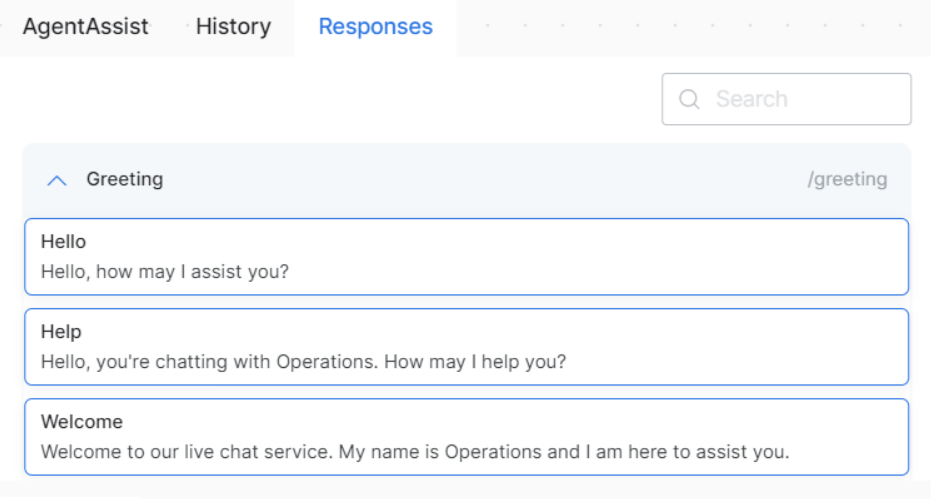 AgentAssist History Responses
Search
Greeting /greeting
Hello
Hello, how may I assist you?
Help
Hello, you're chatting with Operations. How may I help you?
Welcome
Welcome to our live chat service. My name is Operations and I am here to assist you.